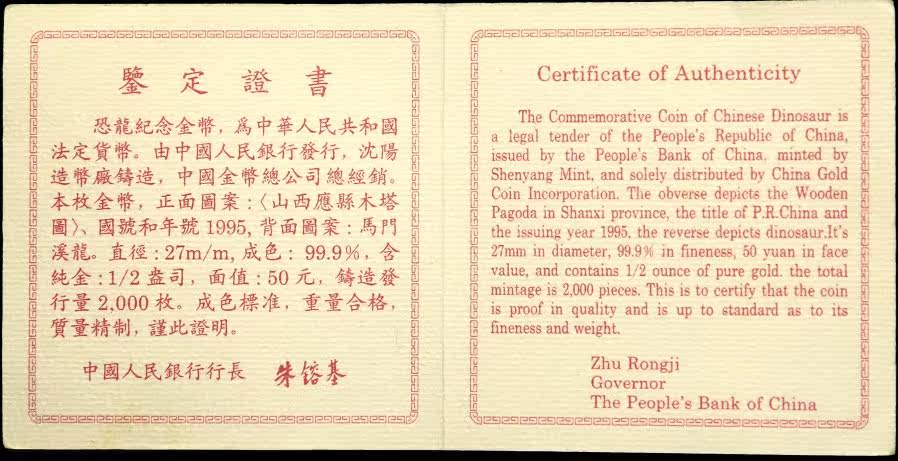 鑒定證書
恐龍紀念金幣，爲中華人民共和國
法定貨幣。由中國人民銀行發行，沈陽
造幣廠鑄造，中國金幣總公司總經銷。
本枚金幣，正面圖案：〈山西應縣木塔
圖〉、國號和年號1995，背面圖案：馬門
溪龍。直徑：27m/m，成色：99.9%，含
純金：1/2盎司，面值：50元，鑄造發
行量2,000枚。成色標准，重量合格，
質量精制，謹此證明。
中國人民銀行行長 朱鎔基
Certificate of Authenticity
The Commemorative Coin of Chinese Dinosaur is
a legal tender of the People's Republic of China,
issued by the People's Bank of China, minted by
Shenyang Mint, and solely distributed by China Gold
Coin Incorporation. The obverse depicts the Wooden
Pagoda in Shanxi province, the title of P.R.China and
the issuing year 1995, the reverse depicts dinosaur.It's
27mm in diameter, 99.9% in fineness, 50 yuan in face
value, and contains 1/2 ounce of pure gold. the total
mintage is 2,000 pieces. This is to certify that the coin
is proof in quality and is up to standard as to its
fineness and weight.
Zhu Rongji
Governor
The People's Bank of China